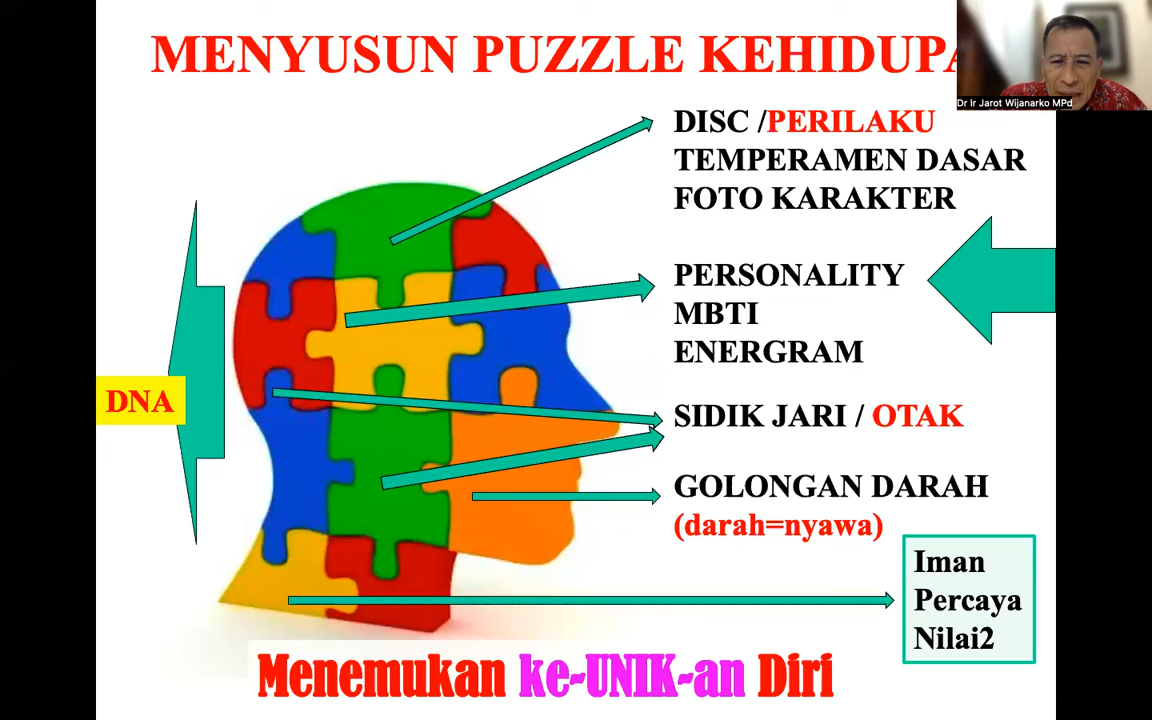 MENYUSUN PUZZLE KEHIDUPA
Dr Ir Jarot Wijanarko MPd
DISC /PERILAKU
TEMPERAMEN DASAR
FOTO KARAKTER
PERSONALITY
MBTI
ENERGRAM
DNA
SIDIK JARI / OTAK
GOLONGAN DARAH
(darah=nyawa)
Iman
Percaya
Nilai2
Menemukan ke-UNIK-an Diri